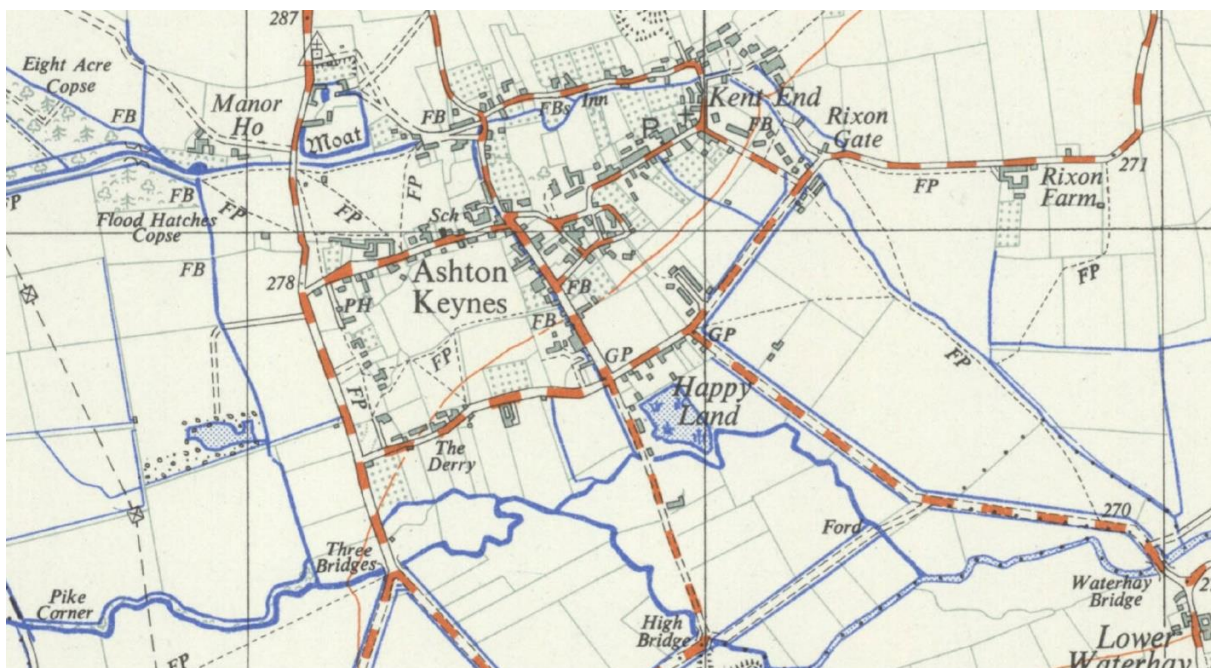 287
Eight Acre
Copse
FB
Manor
Ho
Moat
FB
FBs
Inn
Kent End
P
FB
Rixon
Gate
271
FP
Rixon
Farm
FB
FP
FP
FP
Sch
Flood Hatches
Copse
FB
278
PH
Ashton
Keynes
FB
FB
FP
FP
GP
GP
Happy
Land
FP
FP
The
Derry
Three
Bridges
Pike
Corner
FP
Ford
270
High
Bridge
Waterhay
Bridge
Lower
Waterhay